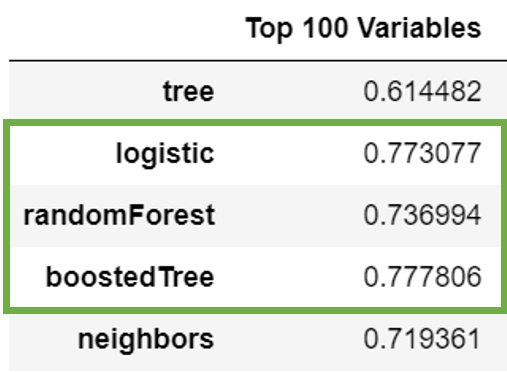 Top 100 Variables
tree 0.614482
logistic 0.773077
randomForest 0.736994
boostedTree 0.777806
neighbors 0.719361